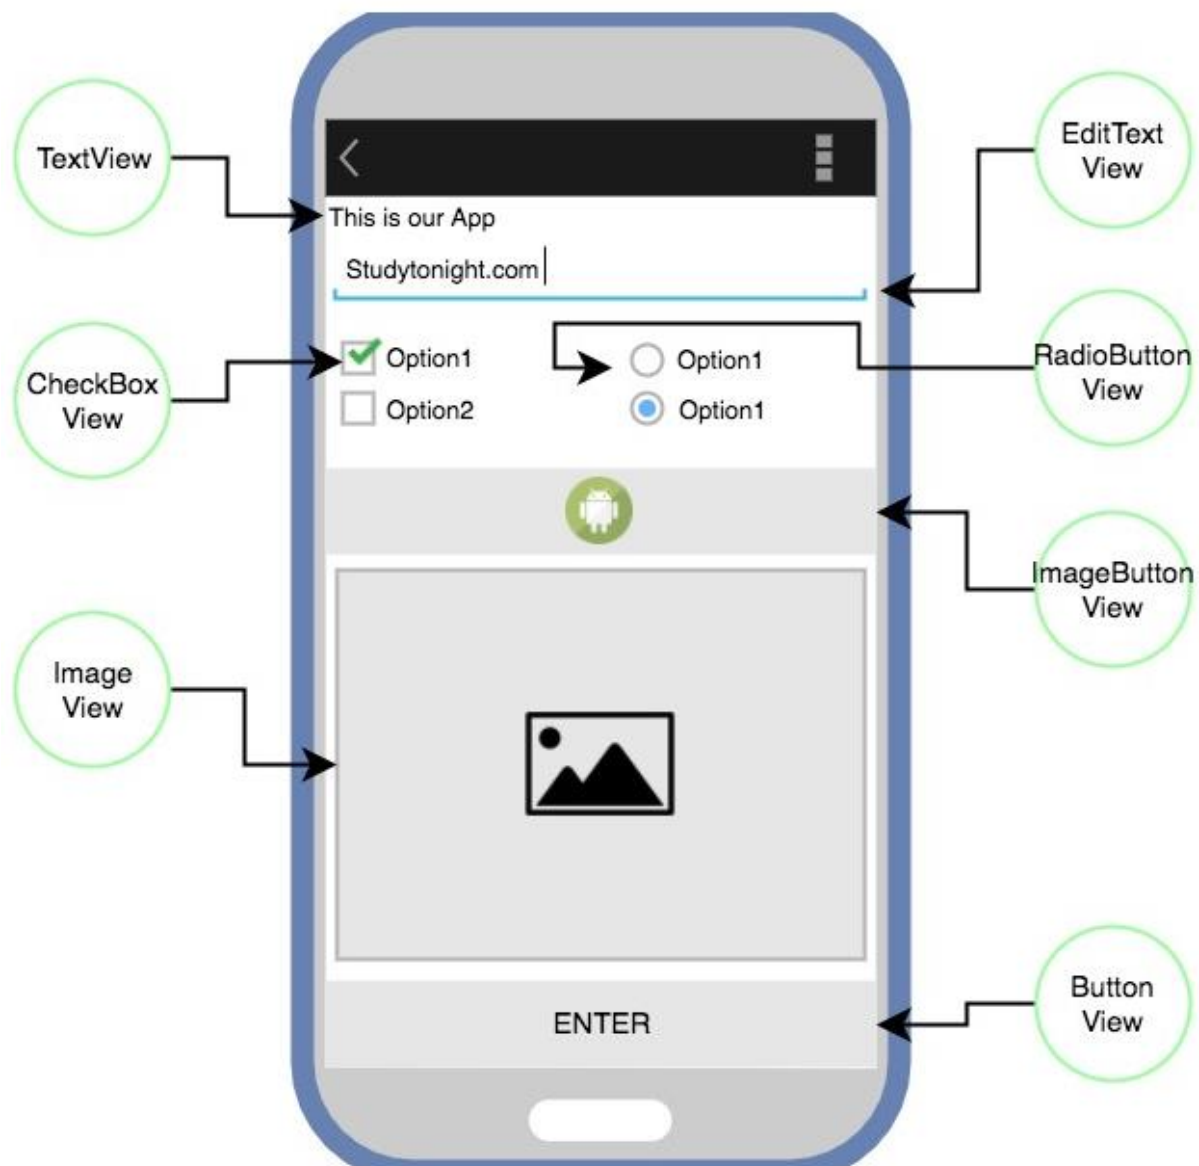 TextView
EditText
View
This is our App
Studytonight.com
CheckBox
View
Option1
Option2
Option1
Option1
RadioButton
View
ImageButton
View
Image
View
ENTER
Button
View